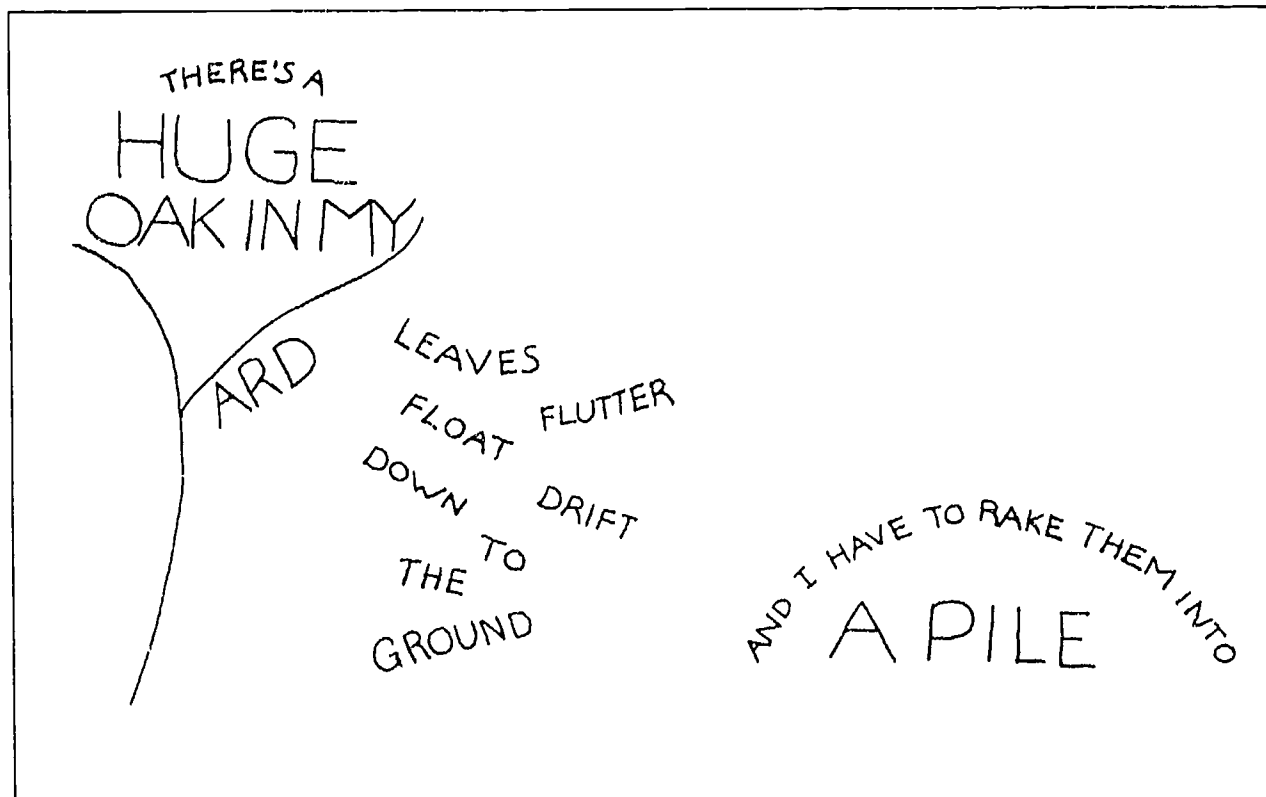 THERE'S A
HUGE
OAK IN MY
YARD
LEAVES
FLOAT FLUTTER
DOWN DRIFT
TO
THE
GROUND
AND I HAVE TO RAKE THEM INTO
A PILE